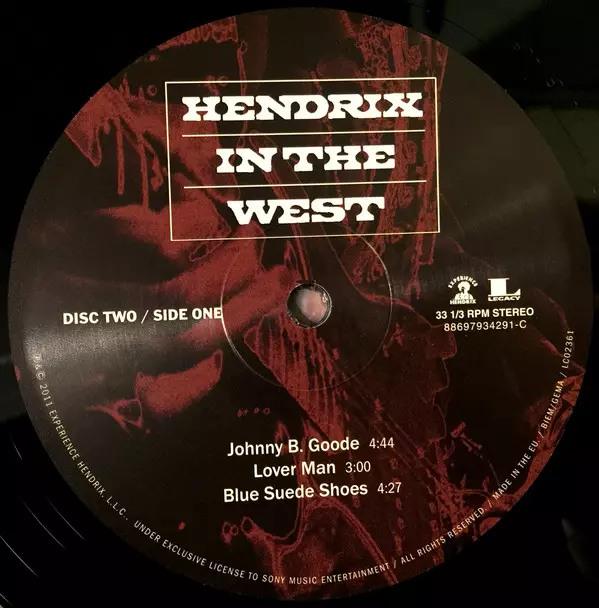 HENDRIX
IN THE
WEST
DISC TWO / SIDE ONE
EXPERIENCE
HENDRIX
L
LEGACY
33 1/3 RPM STEREO
88697934291-C
Johnny B. Goode 4:44
Lover Man 3:00
Blue Suede Shoes 4:27
℗ & © 2011 EXPERIENCE HENDRIX, L.L.C.. UNDER EXCLUSIVE LICENSE TO SONY MUSIC ENTERTAINMENT / ALL RIGHTS RESERVED. / MADE IN THE EU. / BIEM/GEMA / LC02361